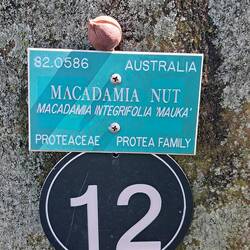 82.0586 AUSTRALIA
MACADAMIA NUT
MACADAMIA INTEGRIFOLIA 'MAUKA'
PROTEACEAE PROTEA FAMILY
12